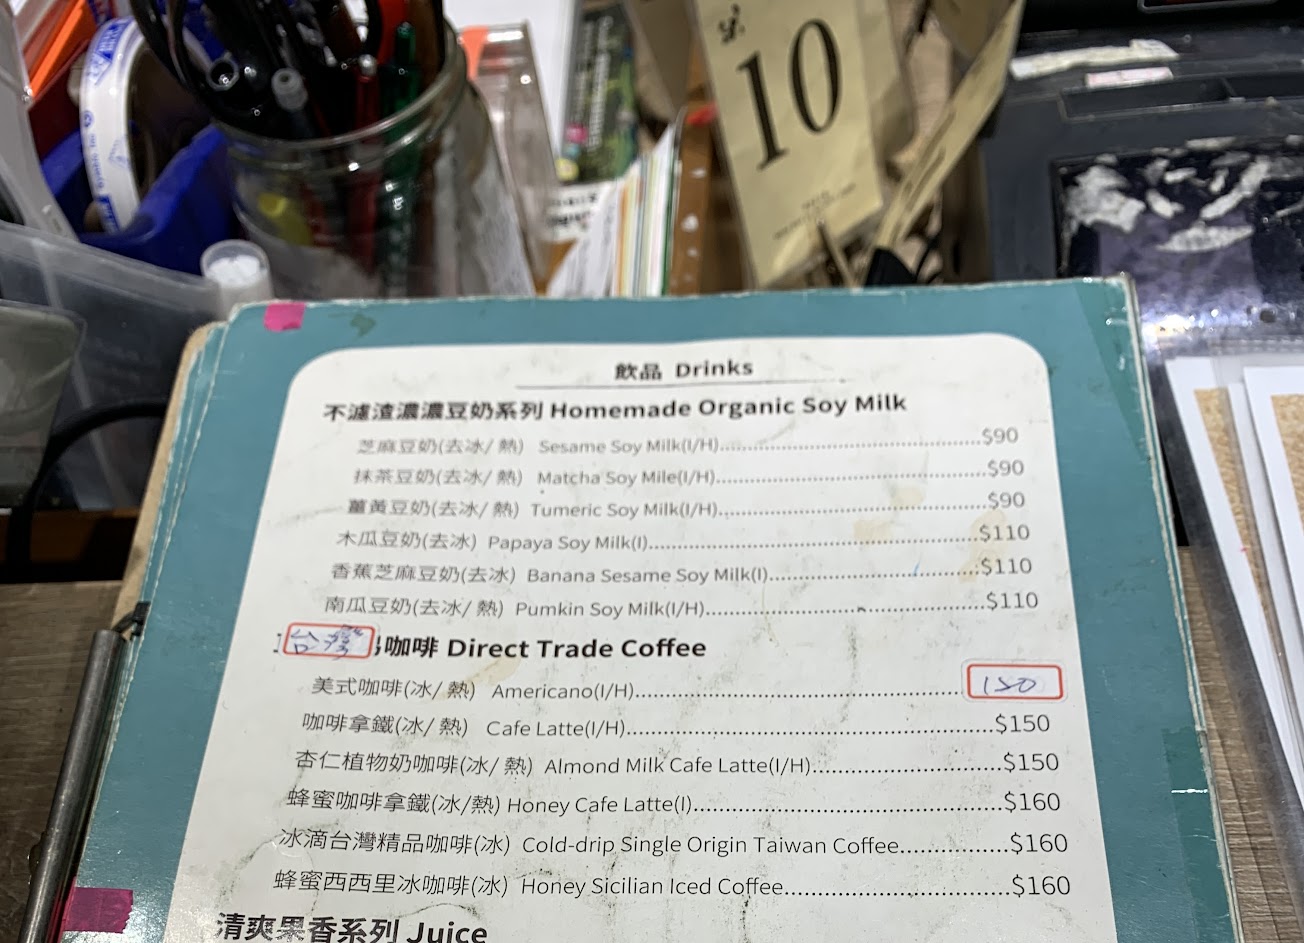 10
飲品 Drinks
不濾渣濃濃豆奶系列 Homemade Organic Soy Milk
芝麻豆奶(去冰/ 熱) Sesame Soy Milk(I/H)........................................$90
抹茶豆奶(去冰/ 熱) Matcha Soy Mile(I/H)........................................$90
薑黃豆奶(去冰/ 熱) Tumeric Soy Milk(I/H)........................................$90
木瓜豆奶(去冰) Papaya Soy Milk(I)..................................................$110
香蕉芝麻豆奶(去冰) Banana Sesame Soy Milk(I)................................$110
南瓜豆奶(去冰/ 熱) Pumkin Soy Milk(I/H)..........................................$110
台灣 咖啡 Direct Trade Coffee
美式咖啡(冰/ 熱) Americano(I/H)..................................................150
咖啡拿鐵(冰/ 熱) Cafe Latte(I/H)....................................................$150
杏仁植物奶咖啡(冰/ 熱) Almond Milk Cafe Latte(I/H)............................$150
蜂蜜咖啡拿鐵(冰/熱) Honey Cafe Latte(I)............................................$160
冰滴台灣精品咖啡(冰) Cold-drip Single Origin Taiwan Coffee................$160
蜂蜜西西里冰咖啡(冰) Honey Sicilian Iced Coffee................................$160
清爽果香系列 Juice